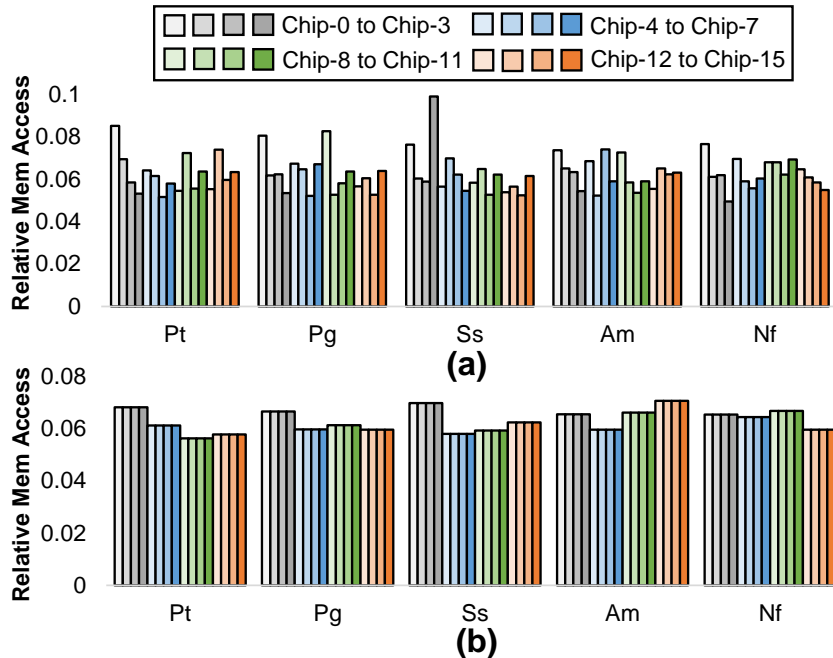 Chip-0 to Chip-3 Chip-4 to Chip-7
Chip-8 to Chip-11 Chip-12 to Chip-15
Relative Mem Access
0.1
0.08
0.06
0.04
0.02
0
Pt Pg Ss Am Nf
(a)
Relative Mem Access
0.08
0.06
0.04
0.02
0
Pt Pg Ss Am Nf
(b)